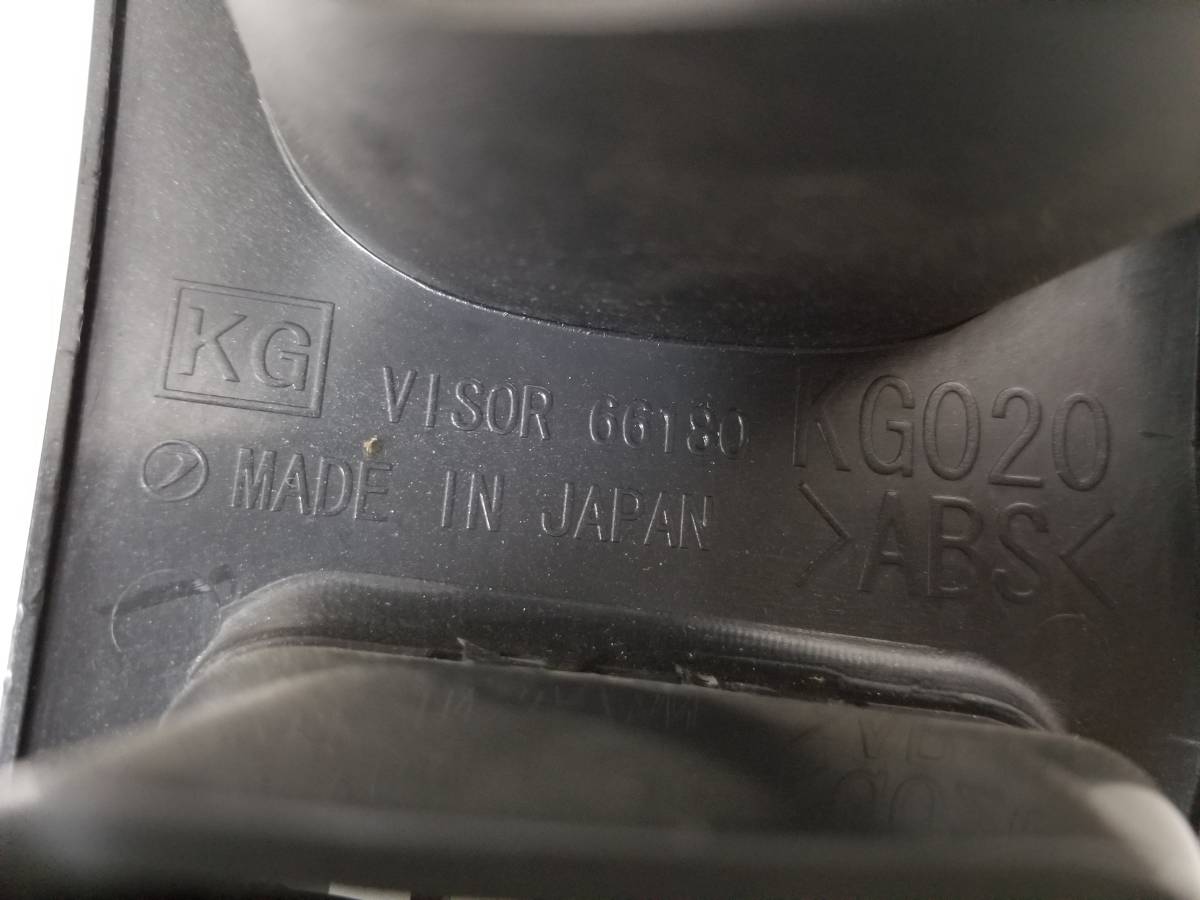 KG VISOR 66180 KG020
MADE IN JAPAN >ABS<